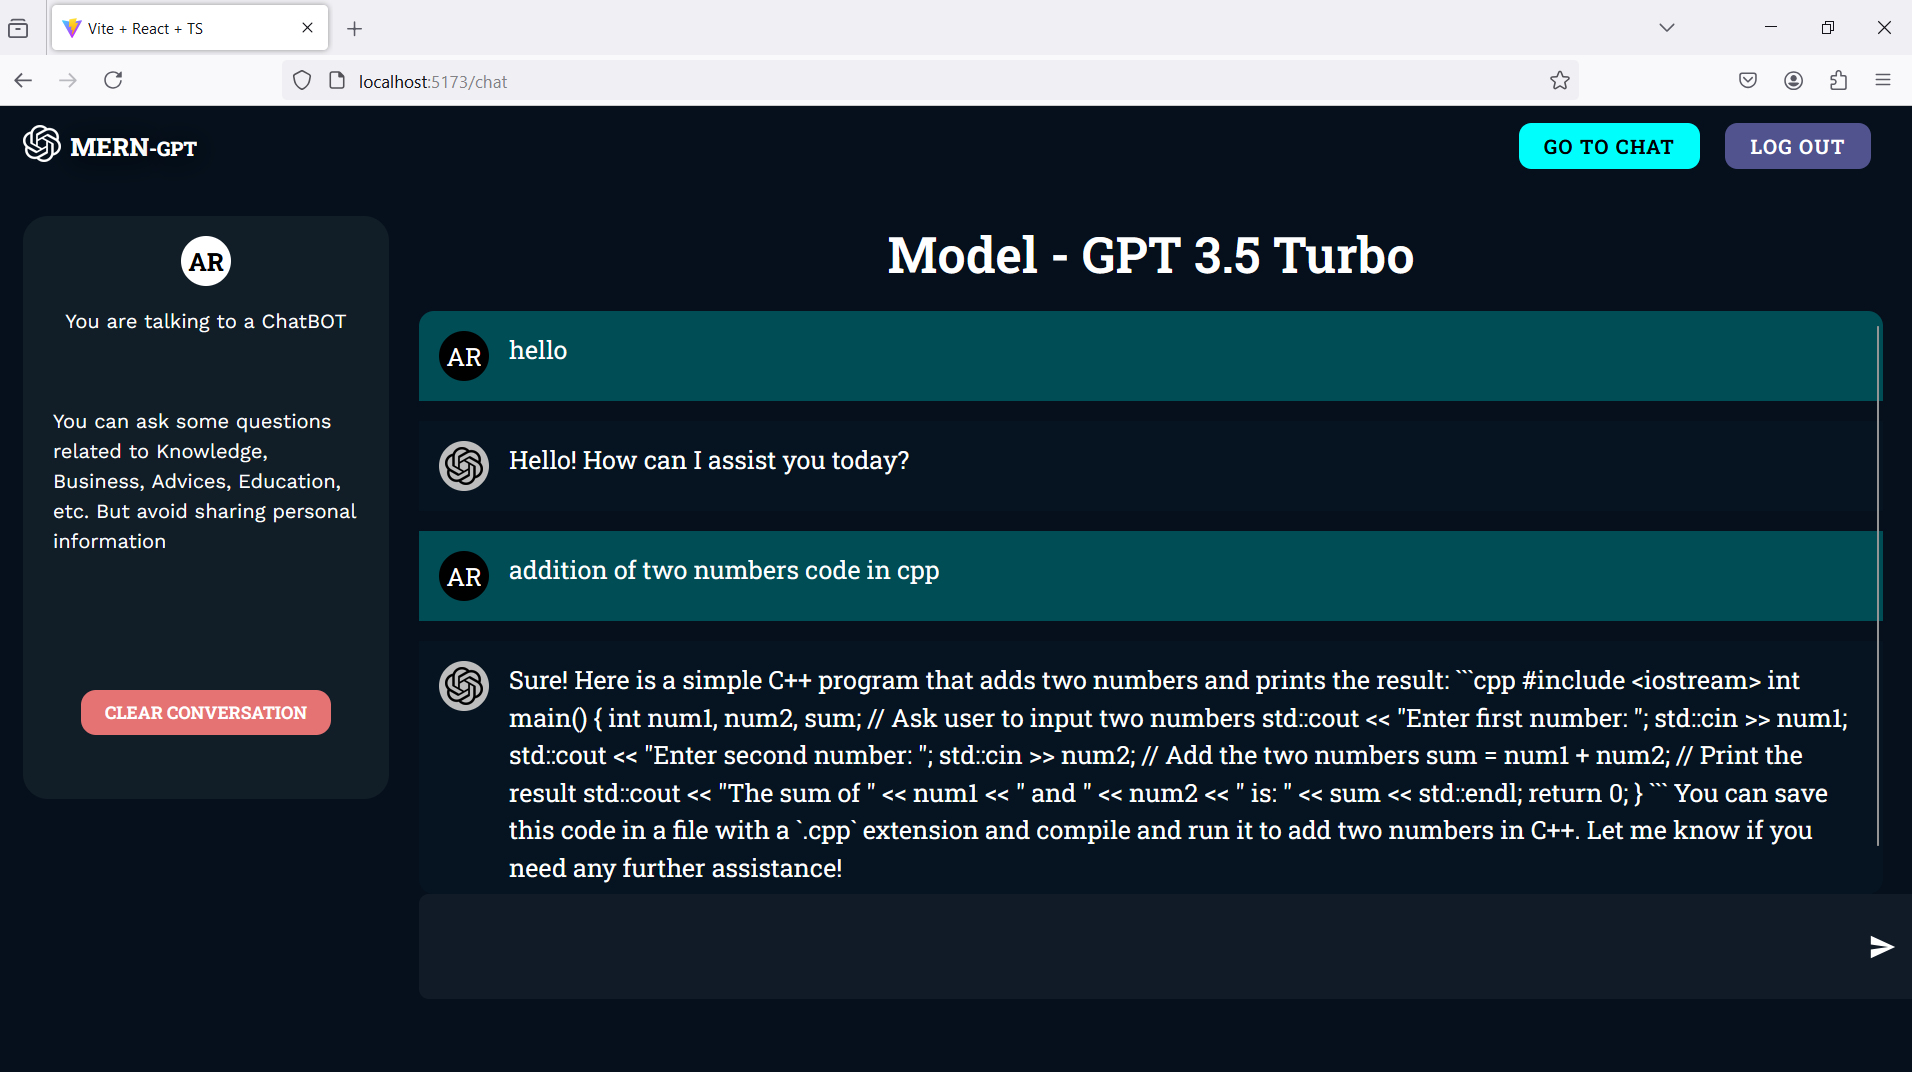 Vite + React + TS
localhost:5173/chat
MERN-GPT
GO TO CHAT
LOG OUT
AR
You are talking to a ChatBOT
You can ask some questions
related to Knowledge,
Business, Advices, Education,
etc. But avoid sharing personal
information
CLEAR CONVERSATION
Model - GPT 3.5 Turbo
AR
hello
Hello! How can I assist you today?
AR
addition of two numbers code in cpp
Sure! Here is a simple C++ program that adds two numbers and prints the result: ```cpp #include <iostream> int
main() { int num1, num2, sum; // Ask user to input two numbers std::cout << "Enter first number: "; std::cin >> num1;
std::cout << "Enter second number: "; std::cin >> num2; // Add the two numbers sum = num1 + num2; // Print the
result std::cout << "The sum of " << num1 << " and " << num2 << " is: " << sum << std::endl; return 0; } ``` You can save
this code in a file with a `.cpp` extension and compile and run it to add two numbers in C++. Let me know if you
need any further assistance!